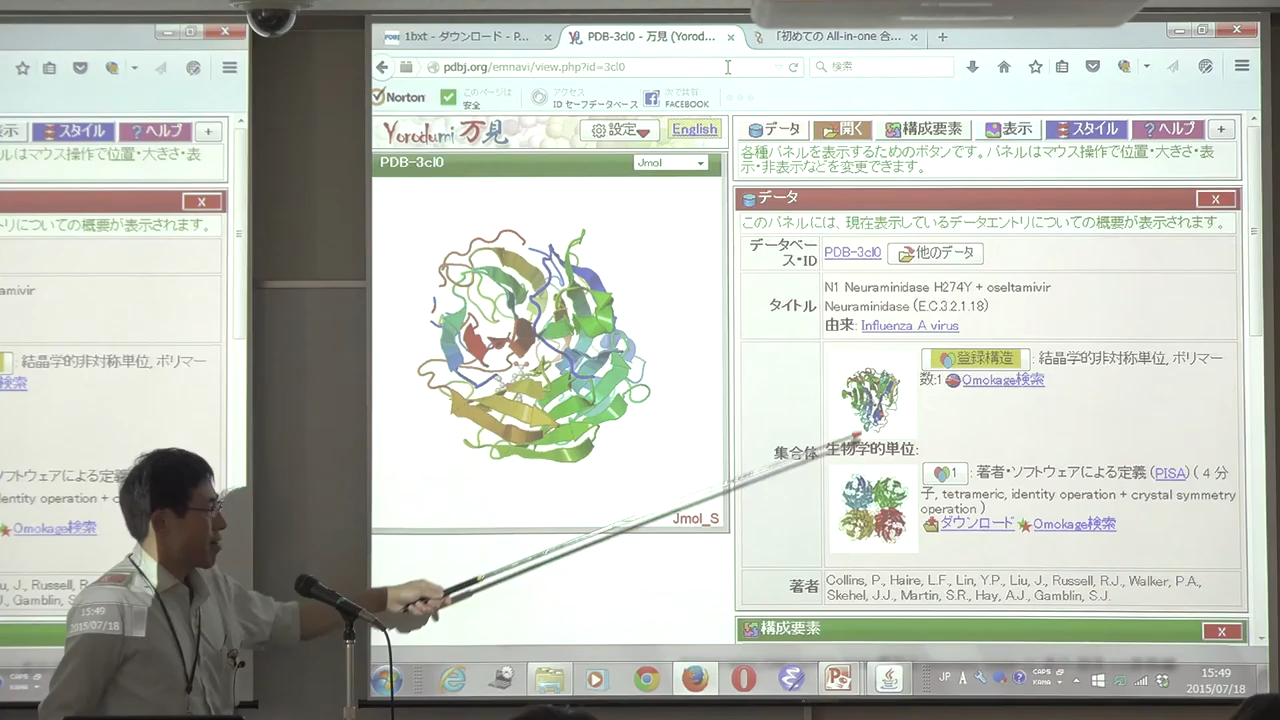 1bxt - ダウンロード - P...
PDB-3cl0 - 万見 (Yorod...
「初めての All-in-one 合...
pdbj.org/emnavi/view.php?id=3cl0
検索
Norton
このページは
安全
アクセス
ID セーフデータベース
次で共有
FACEBOOK
Yorodumi 万見
設定
English
PDB-3cl0
Jmol
Jmol_S
データ
開く
構成要素
表示
スタイル
ヘルプ
+
各種パネルを表示するためのボタンです。パネルはマウス操作で位置・大きさ・表
示・非表示などを変更できます。
データ
X
このパネルには、現在表示しているデータエントリについての概要が表示されます。
データベー
ス・ID
PDB-3cl0
他のデータ
タイトル
N1 Neuraminidase H274Y + oseltamivir
Neuraminidase (E.C.3.2.1.18)
由来: Influenza A virus
集合体
登録構造 : 結晶学的非対称単位, ポリマー
数:1 Omokage検索
生物学的単位:
1 : 著者・ソフトウェアによる定義 (PISA) ( 4 分
子, tetrameric, identity operation + crystal symmetry
operation )
ダウンロード Omokage検索
著者
Collins, P., Haire, L.F., Lin, Y.P., Liu, J., Russell, R.J., Walker, P.A.,
Skehel, J.J., Martin, S.R., Hay, A.J., Gamblin, S.J.
構成要素
X
JP A CAPS
KANA
15:49
2015/07/18
示
スタイル
ヘルプ
+
ルはマウス操作で位置・大きさ・表
X
トリについての概要が表示されます。
amivir
: 結晶学的非対称単位, ポリマー
検索
ソフトウェアによる定義
identity operation + c
Omokage検索
u, J., Russell, R
J., Gamblin, S
15:49
2015/07/18
CAPS
KANA